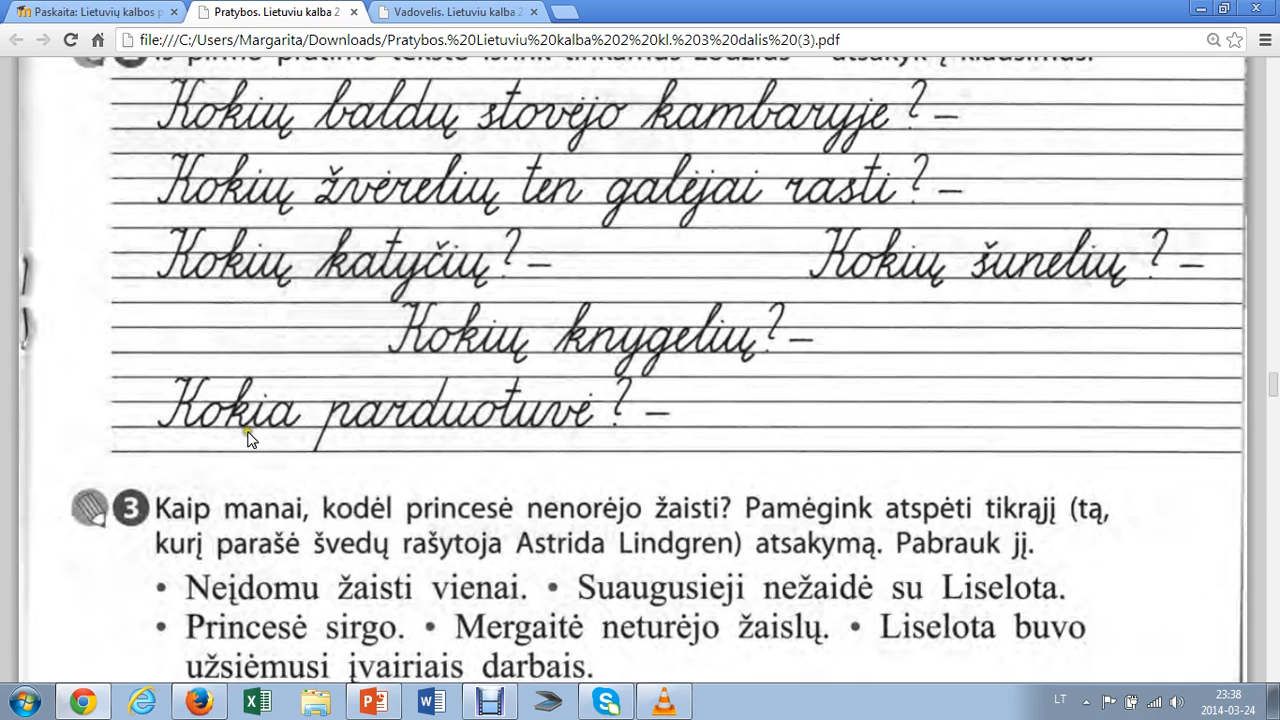 Paskaita: Lietuvių kalbos p
Pratybos. Lietuviu kalba 2
Vadovelis. Lietuviu kalba 2
file:///C:/Users/Margarita/Downloads/Pratybos.%20Lietuviu%20kalba%202%20kl.%203%20dalis%20(3).pdf
Kokių baldų stovėjo kambaryje? –
Kokių žvėrelių ten galėjai rasti? –
Kokių katyčių? – Kokių šunelių? –
Kokių knygelių? –
Kokia parduotuvė? –
3 Kaip manai, kodėl princesė nenorėjo žaisti? Pamėgink atspėti tikrąjį (tą,
kurį parašė švedų rašytoja Astrida Lindgren) atsakymą. Pabrauk jį.
• Neįdomu žaisti vienai. • Suaugusieji nežaidė su Liselota.
• Princesė sirgo. • Mergaitė neturėjo žaislų. • Liselota buvo
užsiėmusi įvairiais darbais.
LT
23:38
2014-03-24